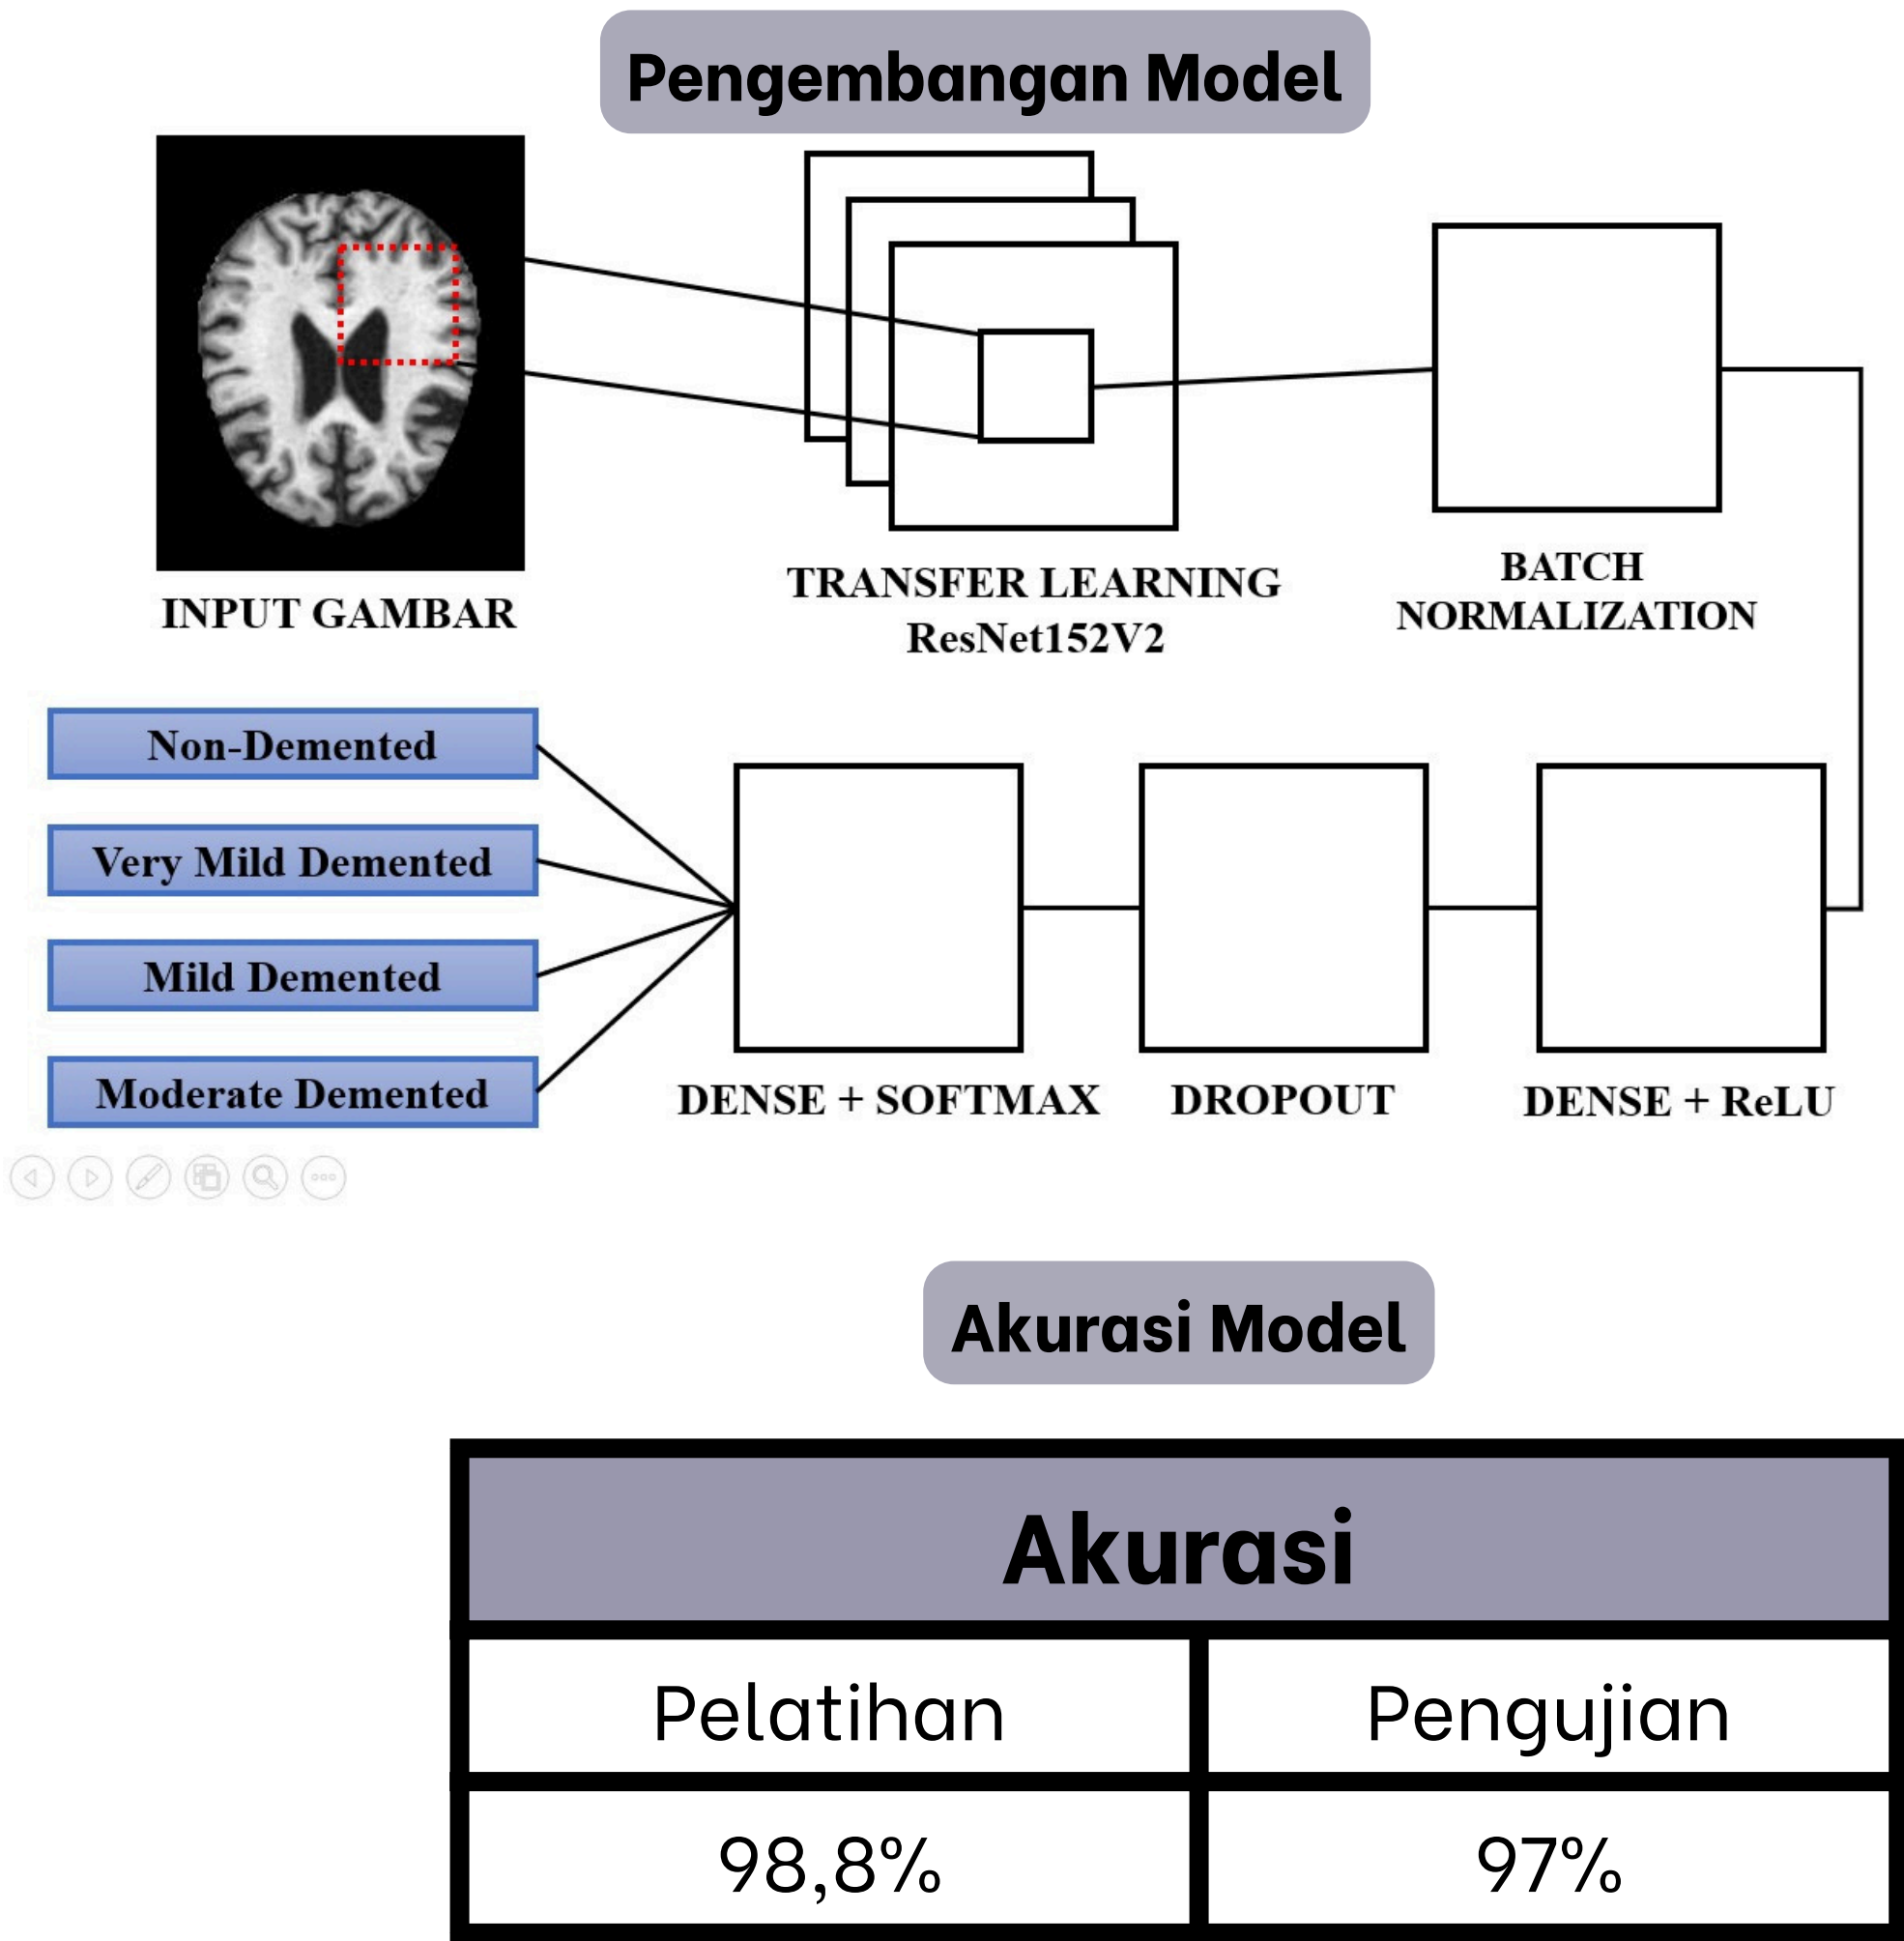 Pengembangan Model
INPUT GAMBAR
TRANSFER LEARNING
ResNet152V2
BATCH
NORMALIZATION
Non-Demented
Very Mild Demented
Mild Demented
Moderate Demented
DENSE + SOFTMAX
DROPOUT
DENSE + ReLU
Akurasi Model
Akurasi
Pelatihan
Pengujian
98,8%
97%